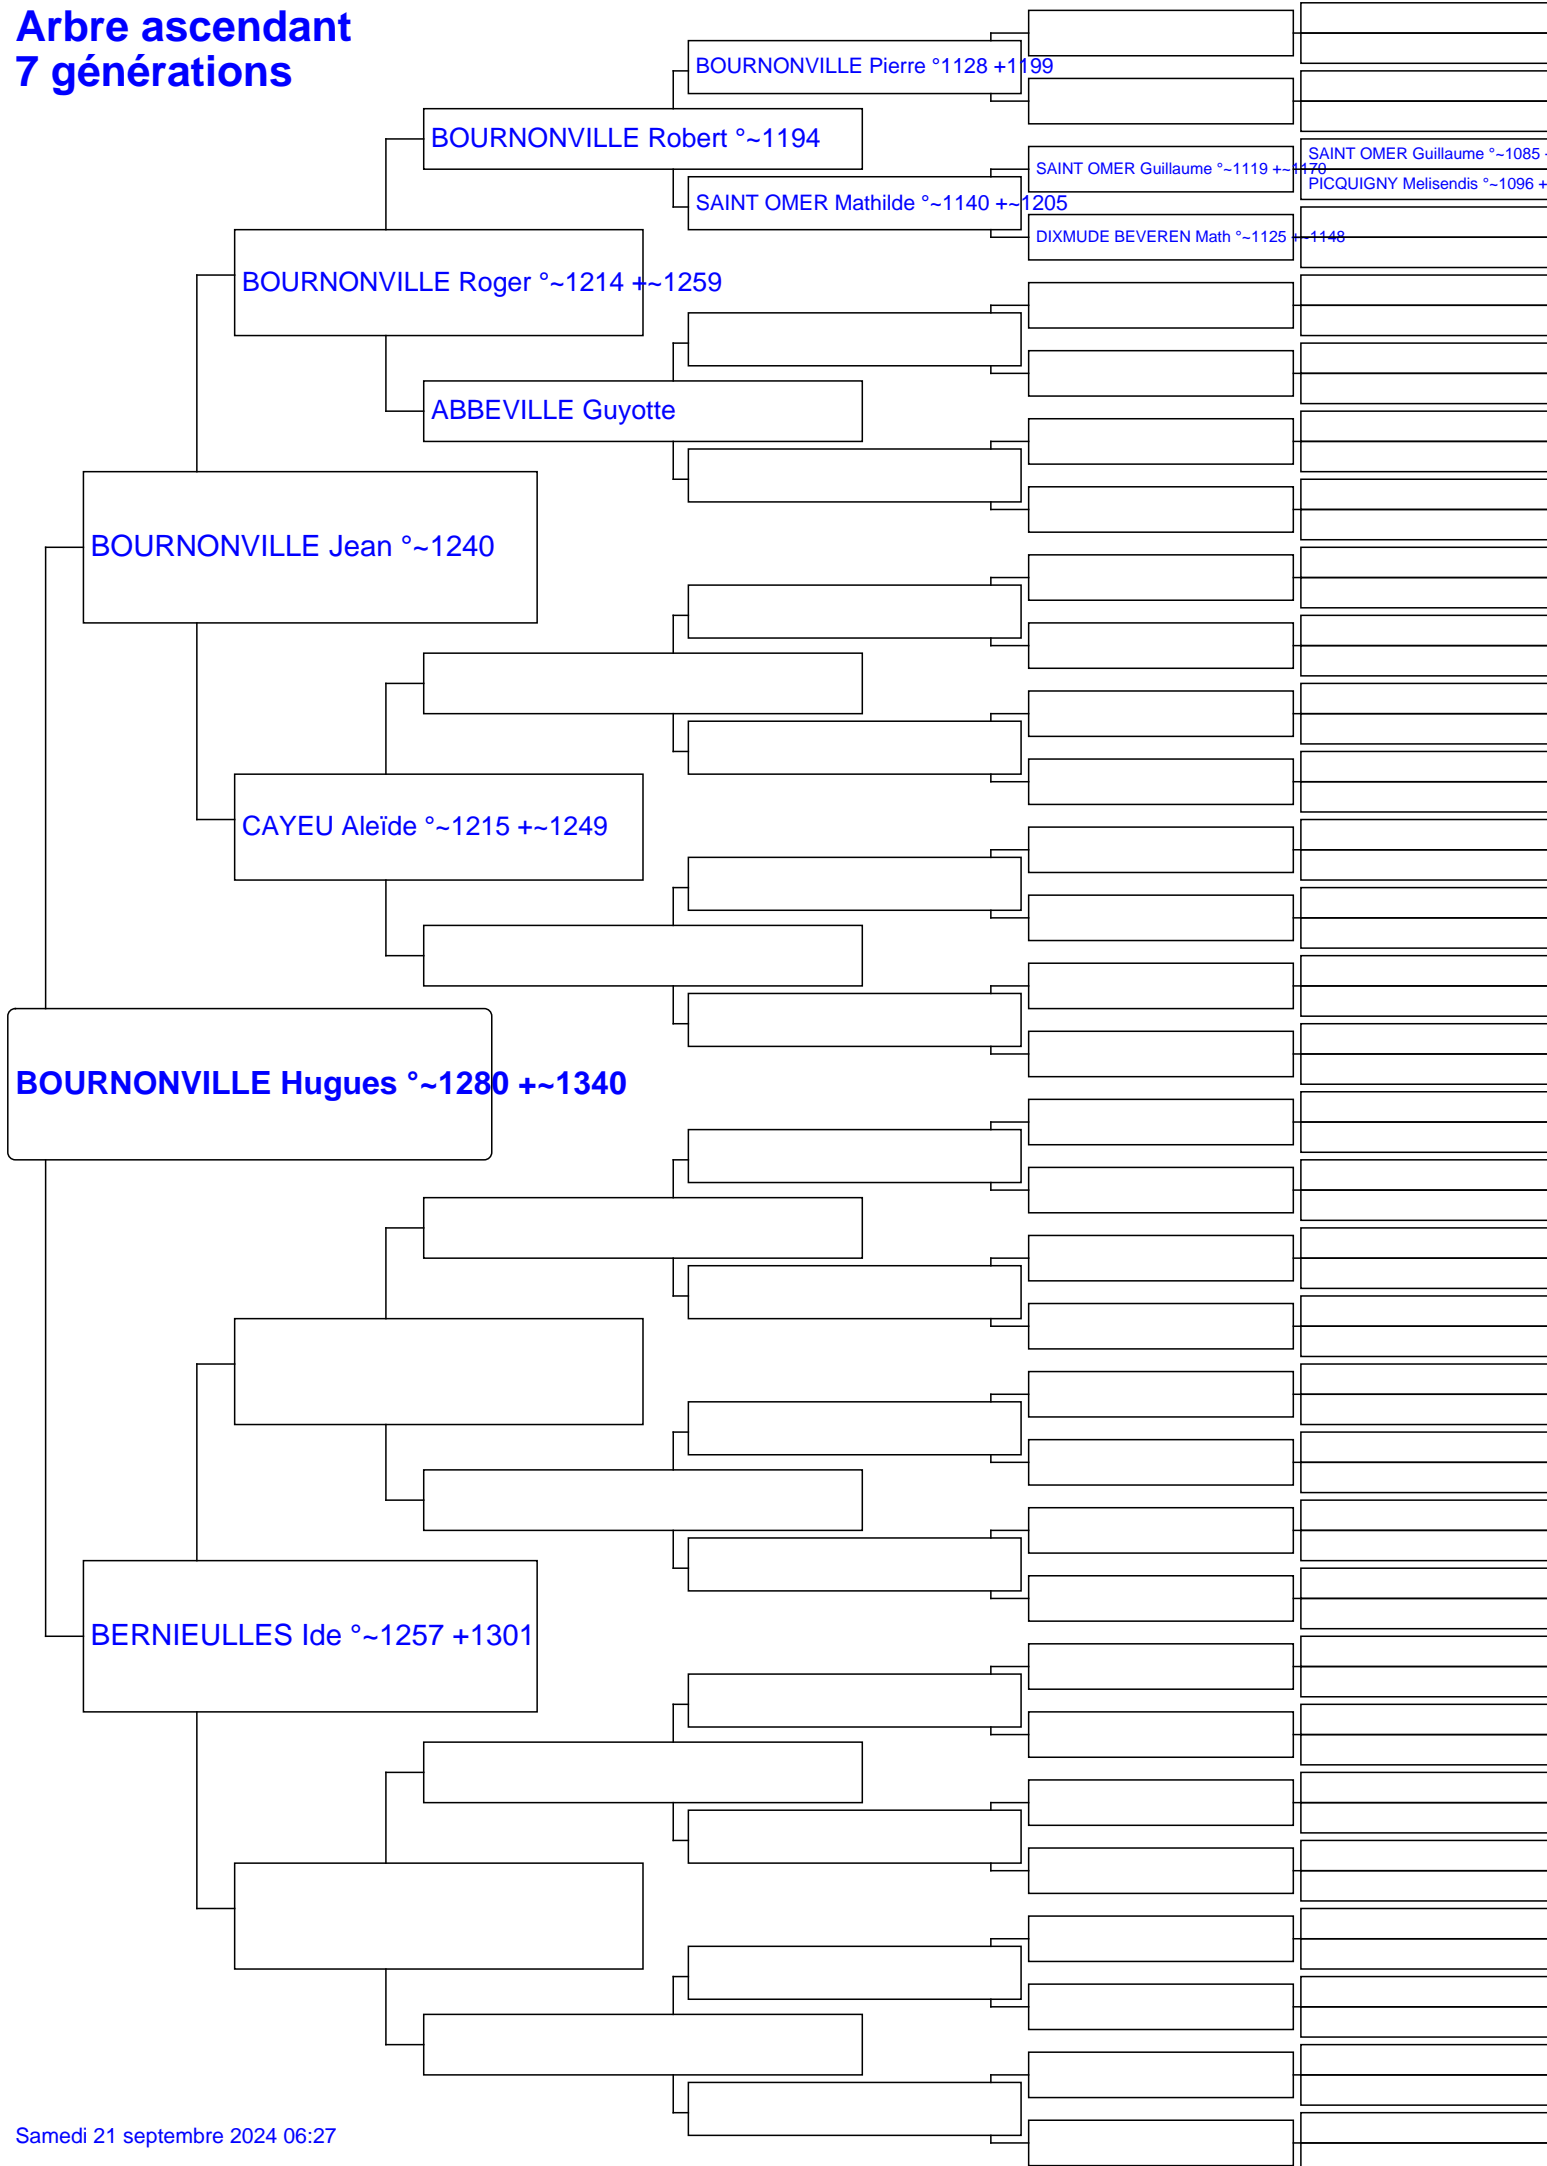 Arbre ascendant
7 générations
BOURNONVILLE Pierre °1128 +1199
BOURNONVILLE Robert °~1194
SAINT OMER Guillaume °~1085
SAINT OMER Guillaume °~1119 +~1170
PICQUIGNY Melisendis °~1096 +
SAINT OMER Mathilde °~1140 +~1205
DIXMUDE BEVEREN Math °~1125 +~1148
BOURNONVILLE Roger °~1214 +~1259
ABBEVILLE Guyotte
BOURNONVILLE Jean °~1240
CAYEU Aleïde °~1215 +~1249
BOURNONVILLE Hugues °~1280 +~1340
BERNIEULLES Ide °~1257 +1301
Samedi 21 septembre 2024 06:27